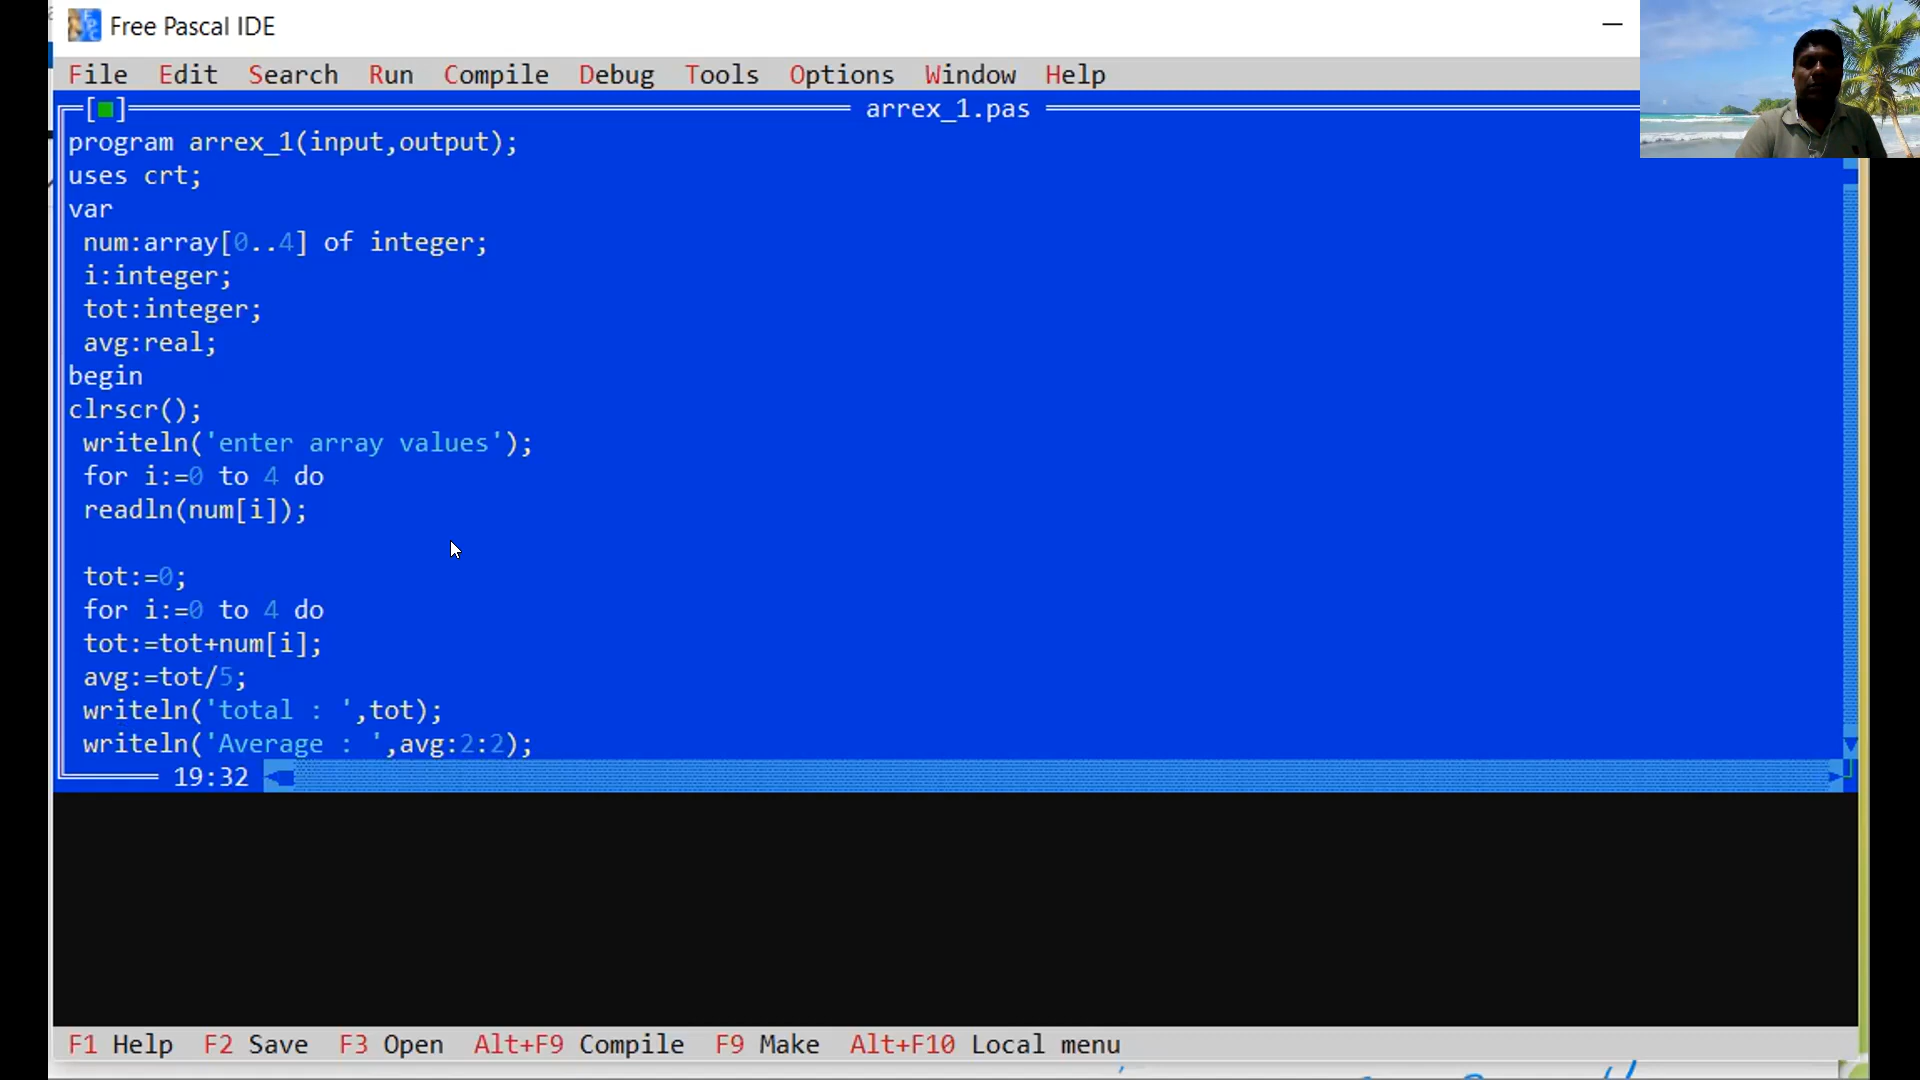 Free Pascal IDE
File Edit Search Run Compile Debug Tools Options Window Help
arrex_1.pas
program arrex_1(input,output);
uses crt;
var
num:array[0..4] of integer;
i:integer;
tot:integer;
avg:real;
begin
clrscr();
writeln('enter array values');
for i:=0 to 4 do
readln(num[i]);
tot:=0;
for i:=0 to 4 do
tot:=tot+num[i];
avg:=tot/5;
writeln('total : ',tot);
writeln('Average : ',avg:2:2);
19:32
F1 Help F2 Save F3 Open Alt+F9 Compile F9 Make Alt+F10 Local menu